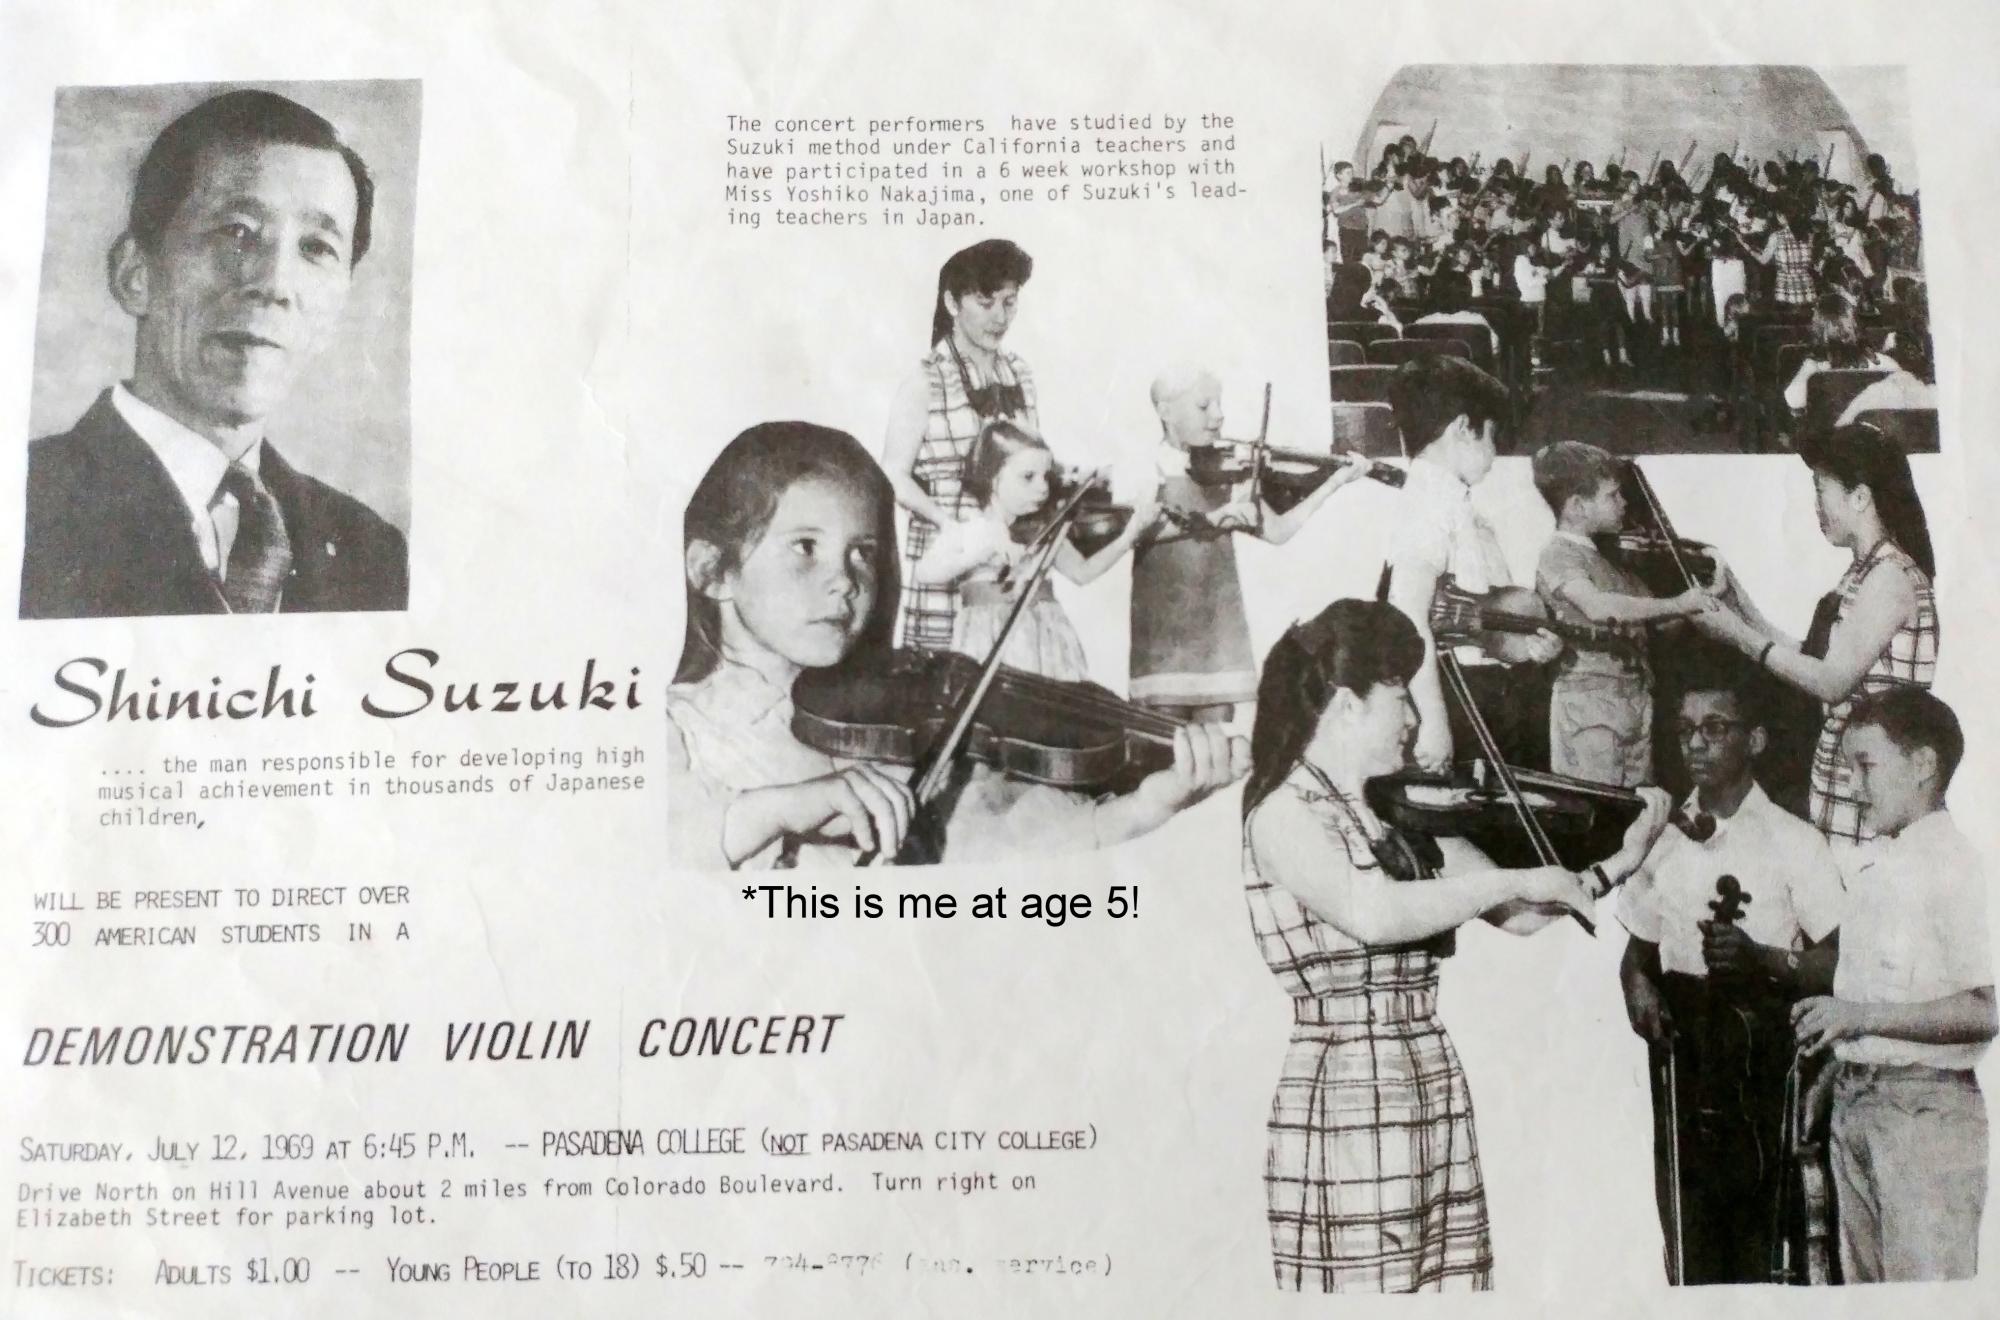 The concert performers have studied by the
Suzuki method under California teachers and
have participated in a 6 week workshop with
Miss Yoshiko Nakajima, one of Suzuki's lead-
ing teachers in Japan.
Shinichi Suzuki
.... the man responsible for developing high
musical achievement in thousands of Japanese
children,
WILL BE PRESENT TO DIRECT OVER
300 AMERICAN STUDENTS IN A
*This is me at age 5!
DEMONSTRATION VIOLIN CONCERT
SATURDAY, JULY 12, 1969 AT 6:45 P.M. -- PASADENA COLLEGE (NOT PASADENA CITY COLLEGE)
Drive North on Hill Avenue about 2 miles from Colorado Boulevard. Turn right on
Elizabeth Street for parking lot.
TICKETS: ADULTS $1.00 -- YOUNG PEOPLE (TO 18) $.50 --